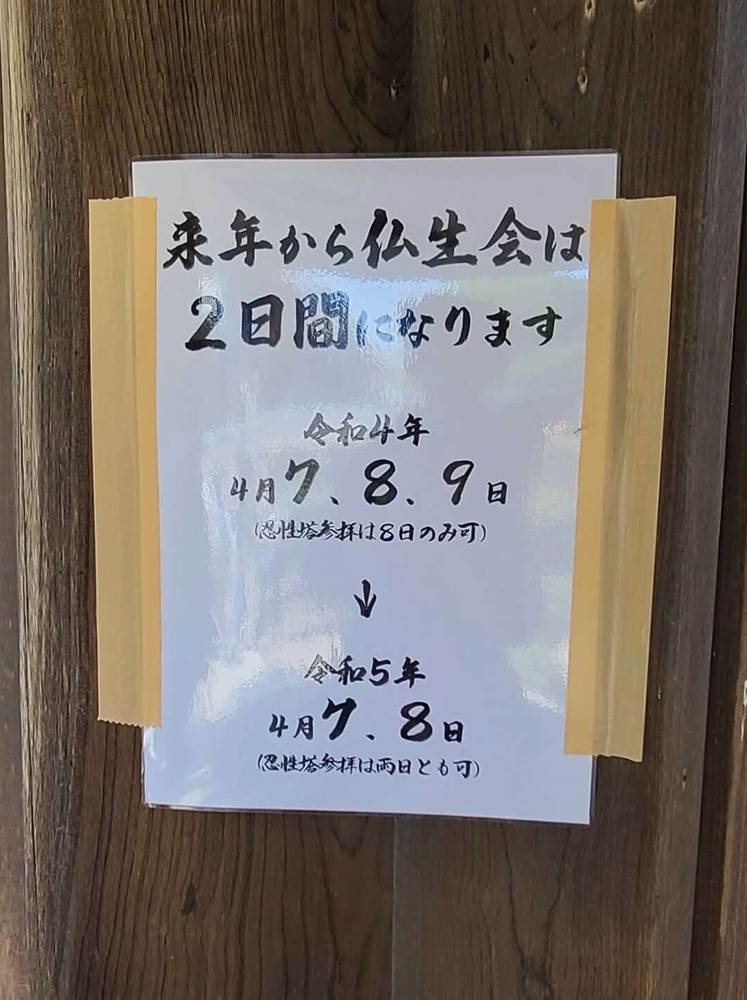 来年から仏生会は
2日間になります
令和4年
4月7、8、9日
(忍性塔参拝は8日のみ可)
↓
令和5年
4月7、8日
(忍性塔参拝は両日とも可)